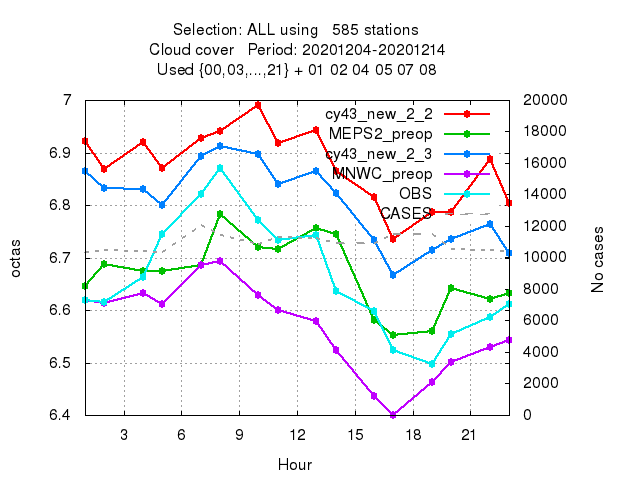 Selection: ALL using   585 stations
Cloud cover   Period: 20201204-20201214
Used {00,03,...,21} + 01 02 04 05 07 08
7
6.9
6.8
6.7
6.6
6.5
6.4
octas
20000
18000
16000
14000
12000
10000
8000
6000
4000
2000
0
No cases
cy43_new_2_2
MEPS2_preop
cy43_new_2_3
MNWC_preop
OBS
CASES
3 6 9 12 15 18 21
Hour